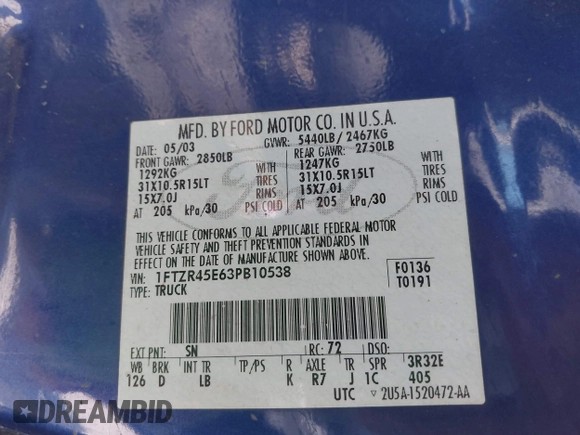 MFD. BY FORD MOTOR CO. IN U.S.A.
DATE: 05/03 GVWR: 5440LB/ 2467KG
FRONT GAWR: 2850LB REAR GAWR: 2750LB
1292KG WITH 1247KG WITH
31X10.5R15LT TIRES 31X10.5R15LT TIRES
15X7.0J RIMS 15X7.0J RIMS
AT 205 kPa/30 PSI COLD AT 205 kPa/30 PSI COLD
Ford
THIS VEHICLE CONFORMS TO ALL APPLICABLE FEDERAL MOTOR
VEHICLE SAFETY AND THEFT PREVENTION STANDARDS IN
EFFECT ON THE DATE OF MANUFACTURE SHOWN ABOVE.
VIN: 1FTZR45E63PB10538 F0136
TYPE: TRUCK T0191
EXT PNT: SN RC: 72 DSO:
WB BRK INT TR TP/PS R AXLE TR SPR 3R32E
126 D LB K R7 J 1C 405
UTC 2U5A-1520472-AA
DREAMBID